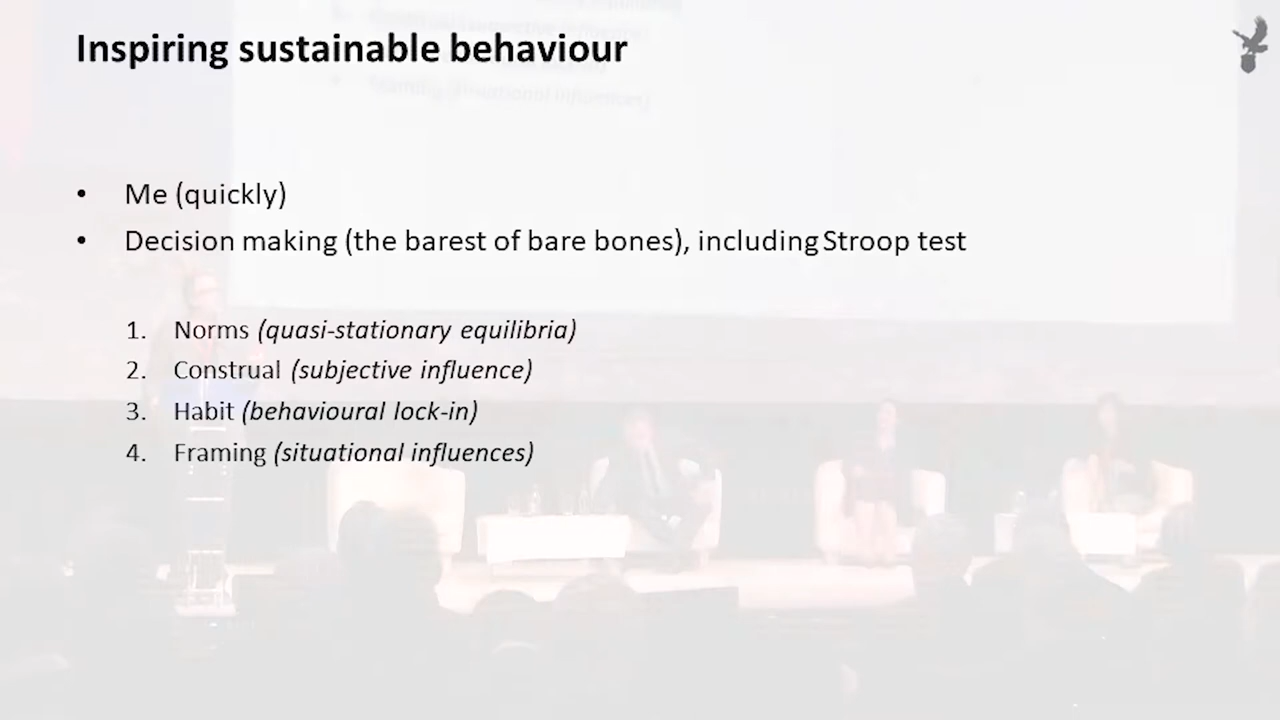 Inspiring sustainable behaviour
• Me (quickly)
• Decision making (the barest of bare bones), including Stroop test
1. Norms (quasi-stationary equilibria)
2. Construal (subjective influence)
3. Habit (behavioural lock-in)
4. Framing (situational influences)